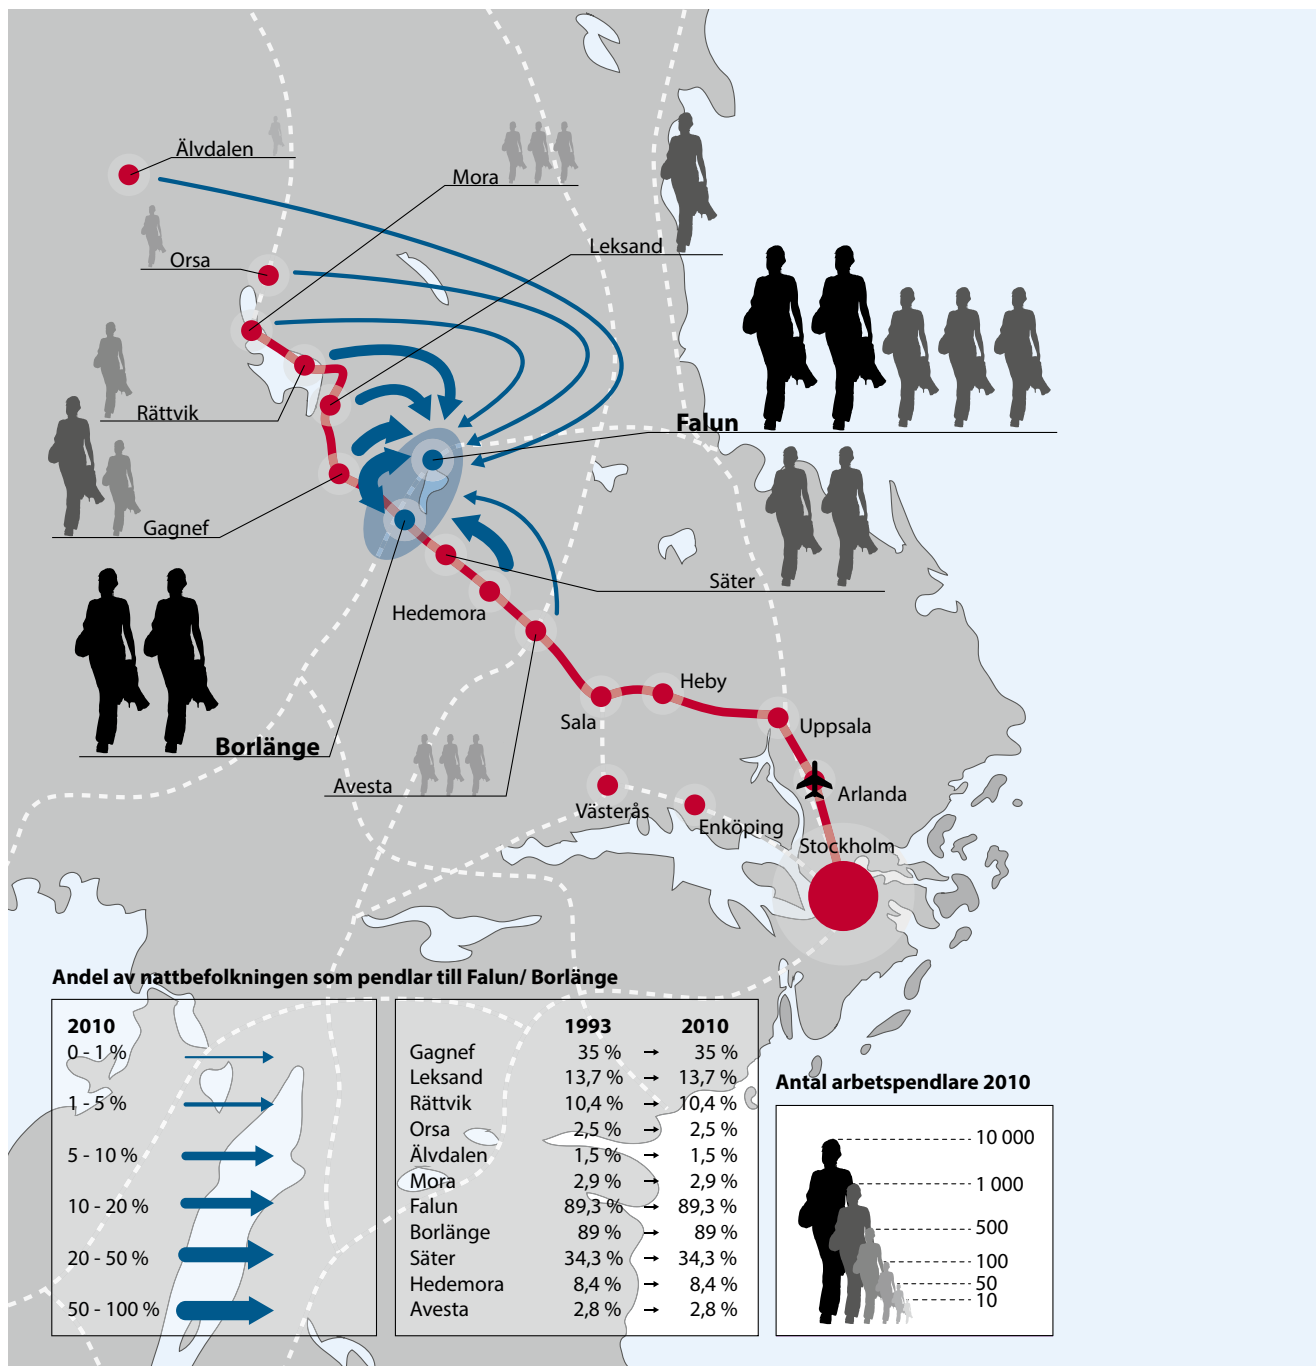 Älvdalen
Mora
Orsa
Leksand
Rättvik
Falun
Gagnef
Säter
Hedemora
Heby
Sala
Uppsala
Borlänge
Avesta
Arlanda
Västerås
Enköping
Stockholm
Andel av nattbefolkningen som pendlar till Falun/ Borlänge
2010
0 - 1 %
1 - 5 %
5 - 10 %
10 - 20 %
20 - 50 %
50 - 100 %
1993 2010
Gagnef 35 % → 35 %
Leksand 13,7 % → 13,7 %
Rättvik 10,4 % → 10,4 %
Orsa 2,5 % → 2,5 %
Älvdalen 1,5 % → 1,5 %
Mora 2,9 % → 2,9 %
Falun 89,3 % → 89,3 %
Borlänge 89 % → 89 %
Säter 34,3 % → 34,3 %
Hedemora 8,4 % → 8,4 %
Avesta 2,8 % → 2,8 %
Antal arbetspendlare 2010
10 000
1 000
500
100
50
10